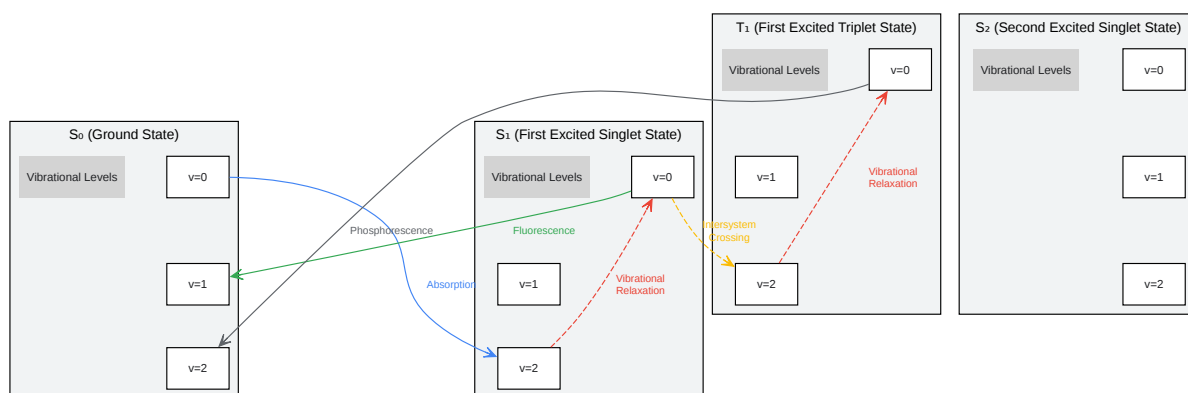 T₁ (First Excited Triplet State)
Vibrational Levels
v=0
v=1
Vibrational
Relaxation
v=2
S₂ (Second Excited Singlet State)
Vibrational Levels
v=0
v=1
v=2
S₀ (Ground State)
Vibrational Levels
v=0
v=1
v=2
Phosphorescence
Fluorescence
Absorption
S₁ (First Excited Singlet State)
Vibrational Levels
v=0
v=1
Vibrational
Relaxation
v=2
Intersystem
Crossing